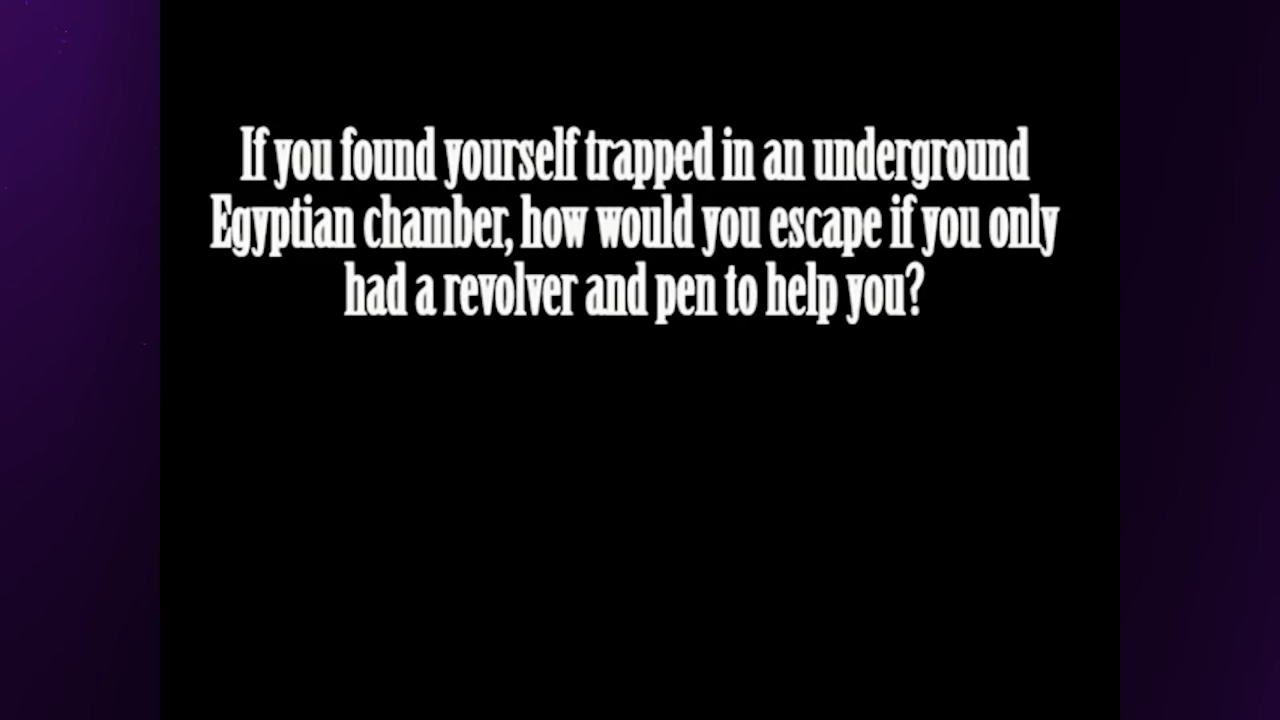 If you found yourself trapped in an underground
Egyptian chamber, how would you escape if you only
had a revolver and pen to help you?